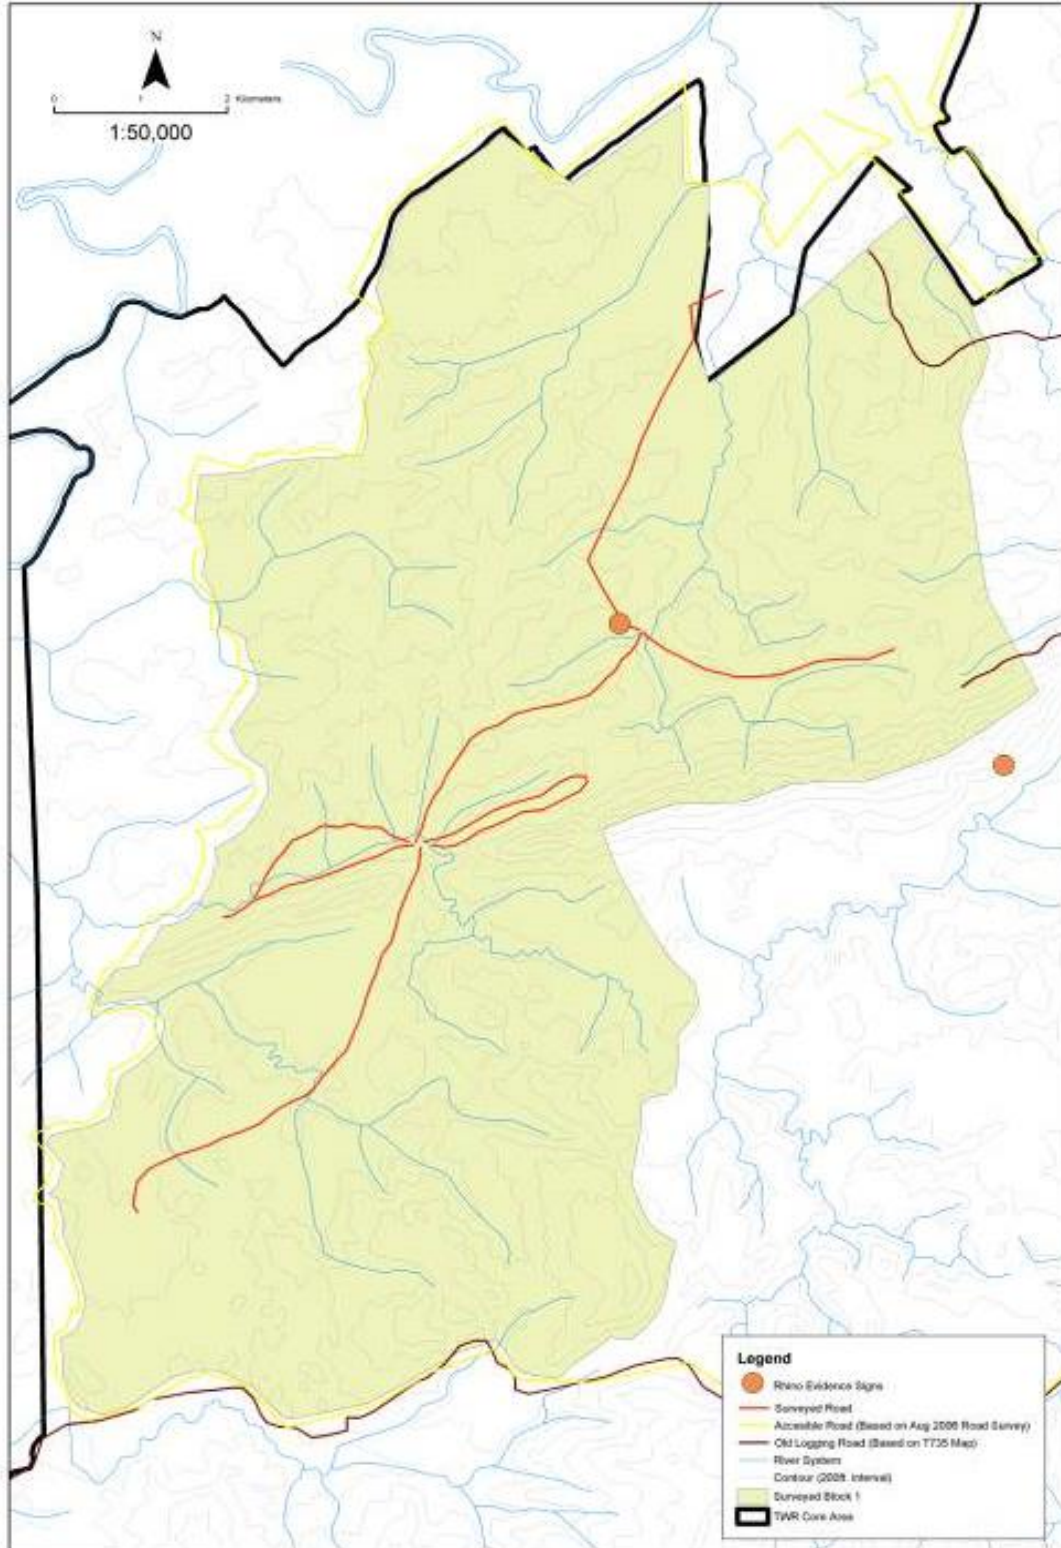 N
0 1 2 Kilometers
1:50,000
Legend
Rhino Evidence Signs
Surveyed Road
Accesible Road (Based on Aug 2006 Road Survey)
Old Logging Road (Based on T735 Map)
River System
Contour (200ft. interval)
Surveyed Block 1
TWR Core Area